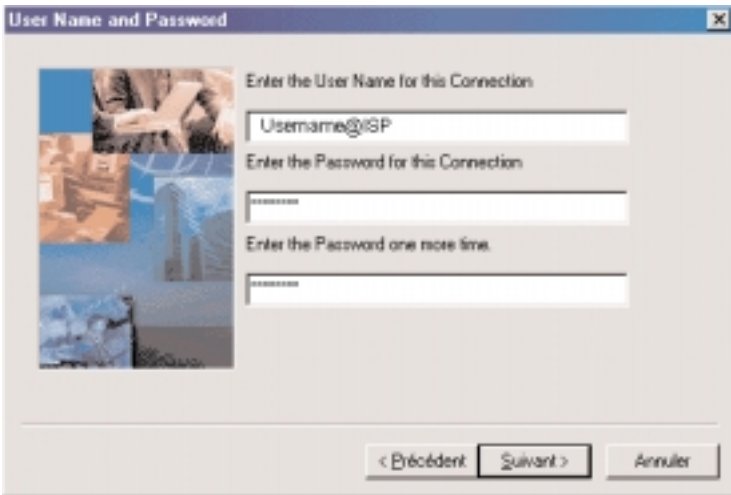 User Name and Password
Enter the User Name for this Connection
Username@ISP
Enter the Password for this Connection
********
Enter the Password one more time.
********
< Précédent
Suivant >
Annuler